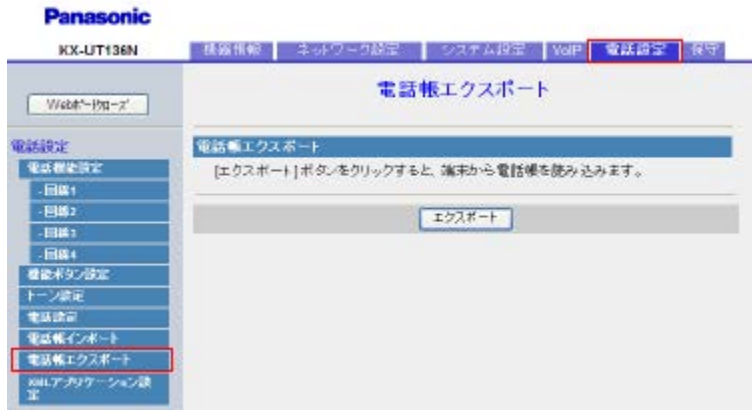 Panasonic
KX-UT136N
機器情報 ネットワーク設定 システム設定 VoIP 電話設定 保守
Webポートクローズ
電話帳エクスポート
電話設定
電話帳エクスポート
電話機能設定
[エクスポート]ボタンをクリックすると、端末から電話帳を読み込みます。
-回線1
-回線2
エクスポート
-回線3
-回線4
機能ボタン設定
トーン設定
電話設定
電話帳インポート
電話帳エクスポート
XMLアプリケーション設
定